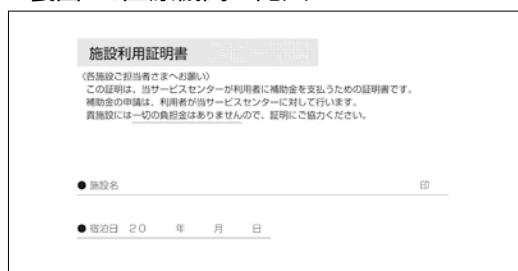 施設利用証明書
〈各施設ご担当者さまへお願い〉
この証明は、当サービスセンターが利用者に補助金を支払うための証明書です。
補助金の申請は、利用者が当サービスセンターに対して行います。
貴施設には一切の負担金はありませんので、証明にご協力ください。
● 施設名 印
● 宿泊日 20 年 月 日